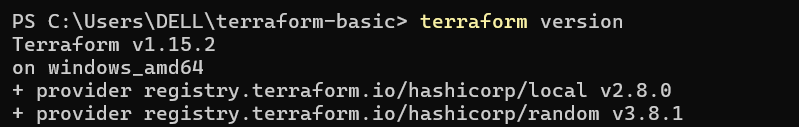 PS C:\Users\DELL\terraform-basic> terraform version
Terraform v1.15.2
on windows_amd64
+ provider registry.terraform.io/hashicorp/local v2.8.0
+ provider registry.terraform.io/hashicorp/random v3.8.1